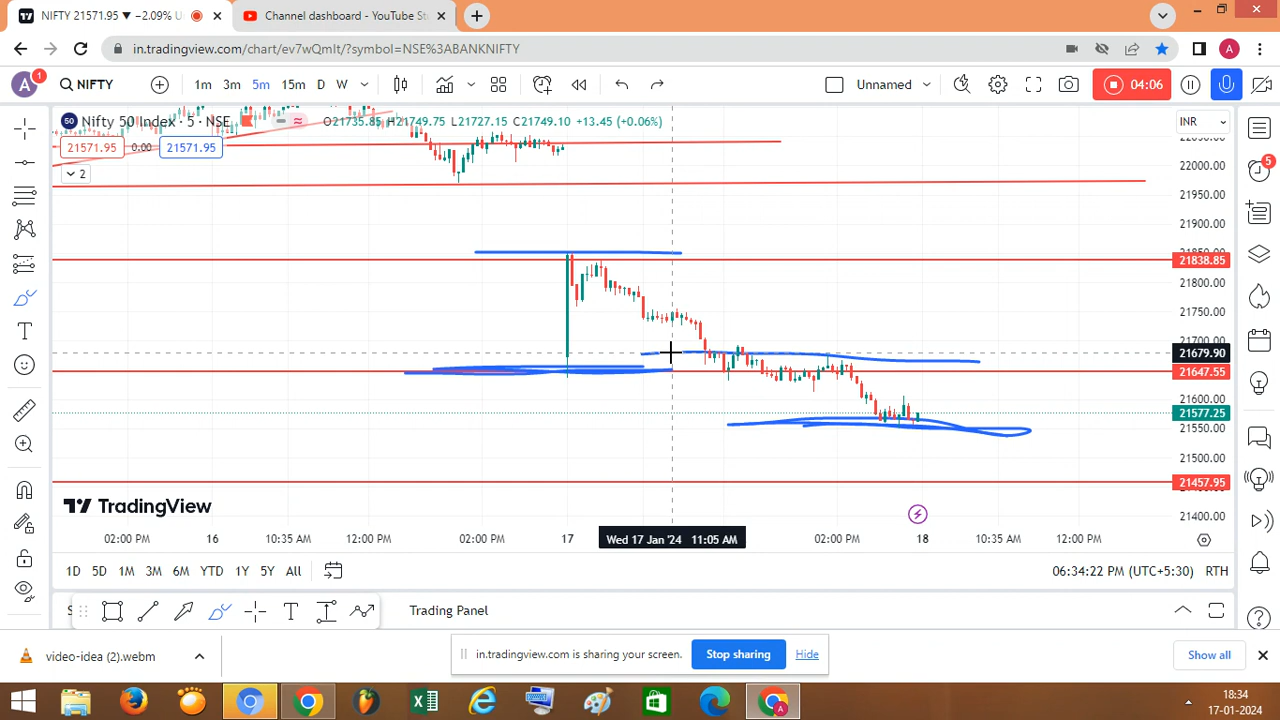 NIFTY 21571.95 ▼ −2.09% U
Channel dashboard - YouTube St
in.tradingview.com/chart/ev7wQmIt/?symbol=NSE%3ABANKNIFTY
A
A
1
NIFTY
1m 3m 5m 15m D W
Unnamed
04:06
50 Nifty 50 Index · 5 · NSE
O21735.85 H21749.75 L21727.15 C21749.10 +13.45 (+0.06%)
INR
21571.95 0.00 21571.95
5
2
22000.00
21950.00
21900.00
21838.85
21800.00
21750.00
21679.90
21647.55
21600.00
21577.25
21550.00
21500.00
21457.95
21400.00
TradingView
02:00 PM 16 10:35 AM 12:00 PM 02:00 PM 17 Wed 17 Jan '24 11:05 AM 02:00 PM 18 10:35 AM 12:00 PM
1D 5D 1M 3M 6M YTD 1Y 5Y All
06:34:22 PM (UTC+5:30) RTH
Trading Panel
video-idea (2).webm
in.tradingview.com is sharing your screen. Stop sharing Hide
Show all
18:34
17-01-2024